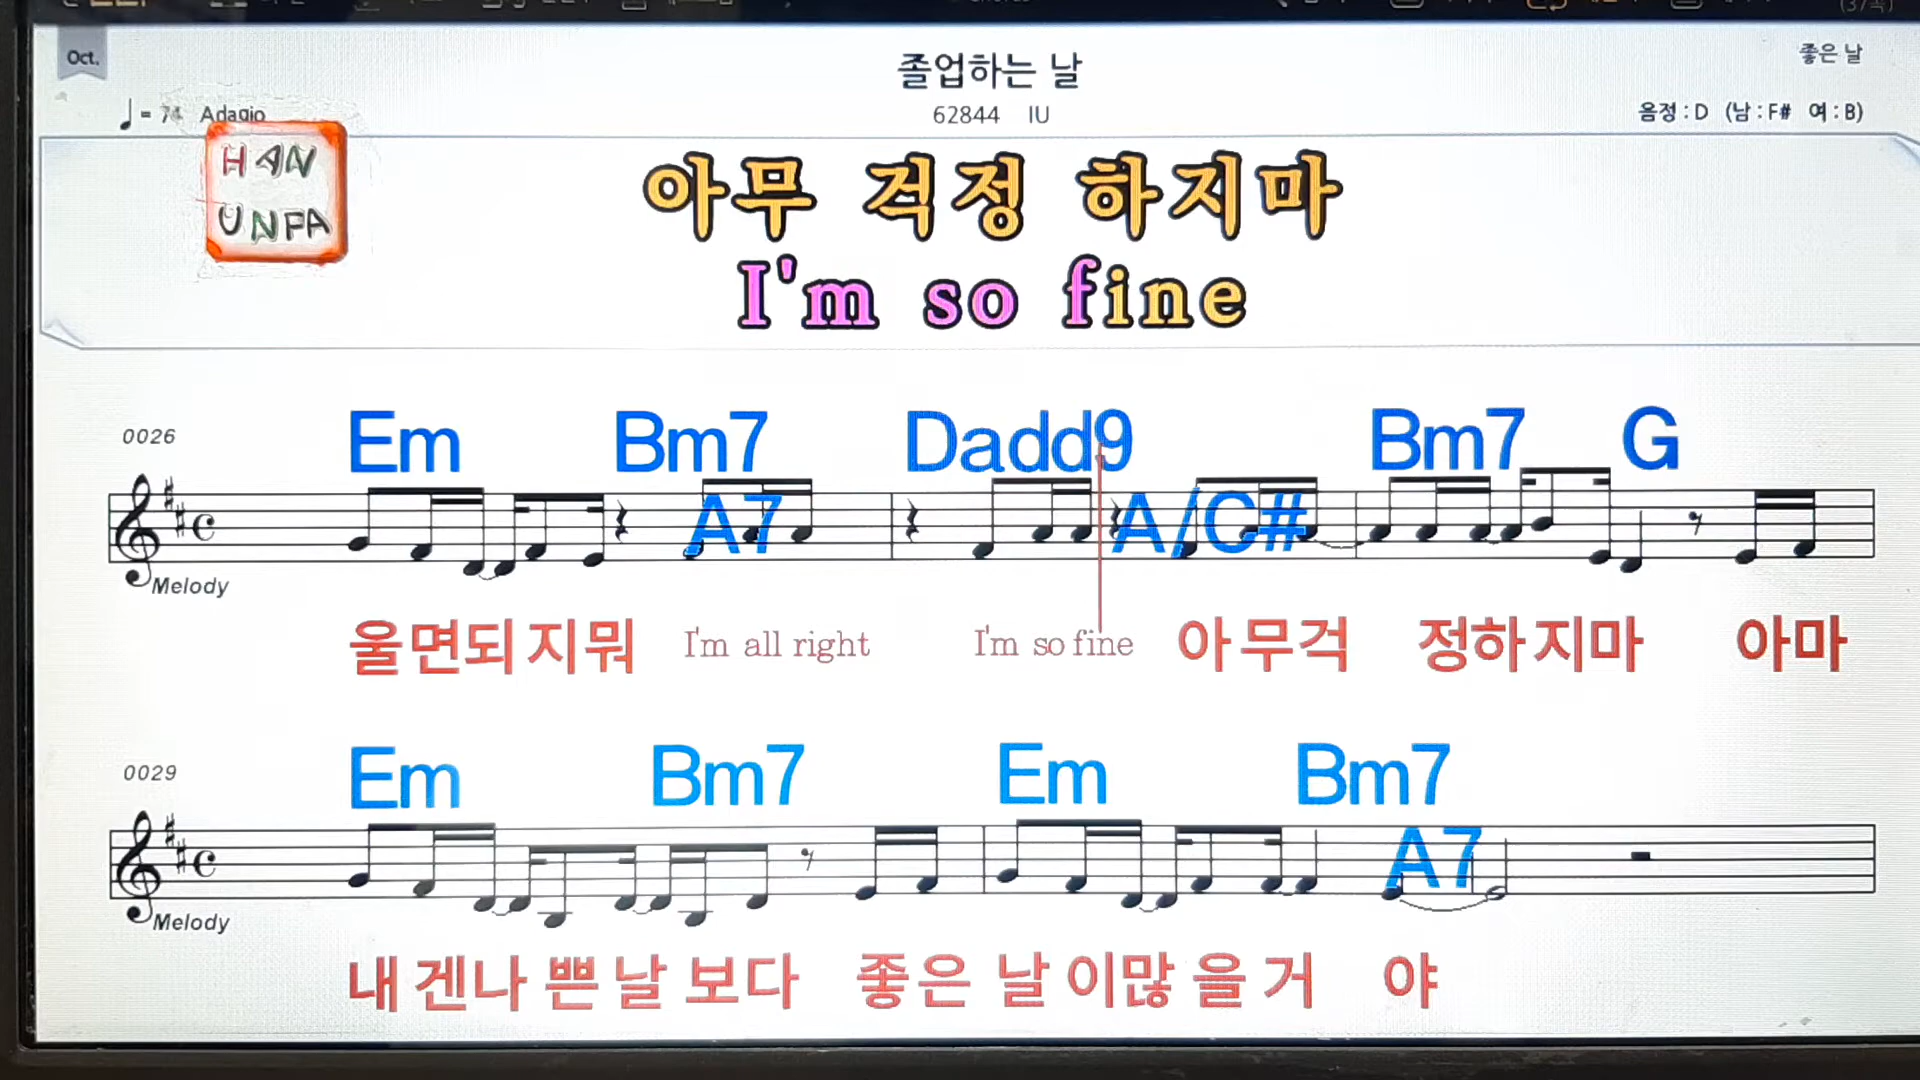 Oct.
졸업하는 날
좋은 날
♩= 74 Adagio
62844 IU
음정 : D (남 : F# 여 : B)
HAN
UNFA
아무 걱정 하지마
I'm so fine
0026
Em Bm7 Dadd9 Bm7 G
A7 A/C#
Melody
울면되지뭐 I'm all right I'm so fine 아무걱 정하지마 아마
0029
Em Bm7 Em Bm7
A7
Melody
내겐나쁜날보다 좋은날이많을거 야